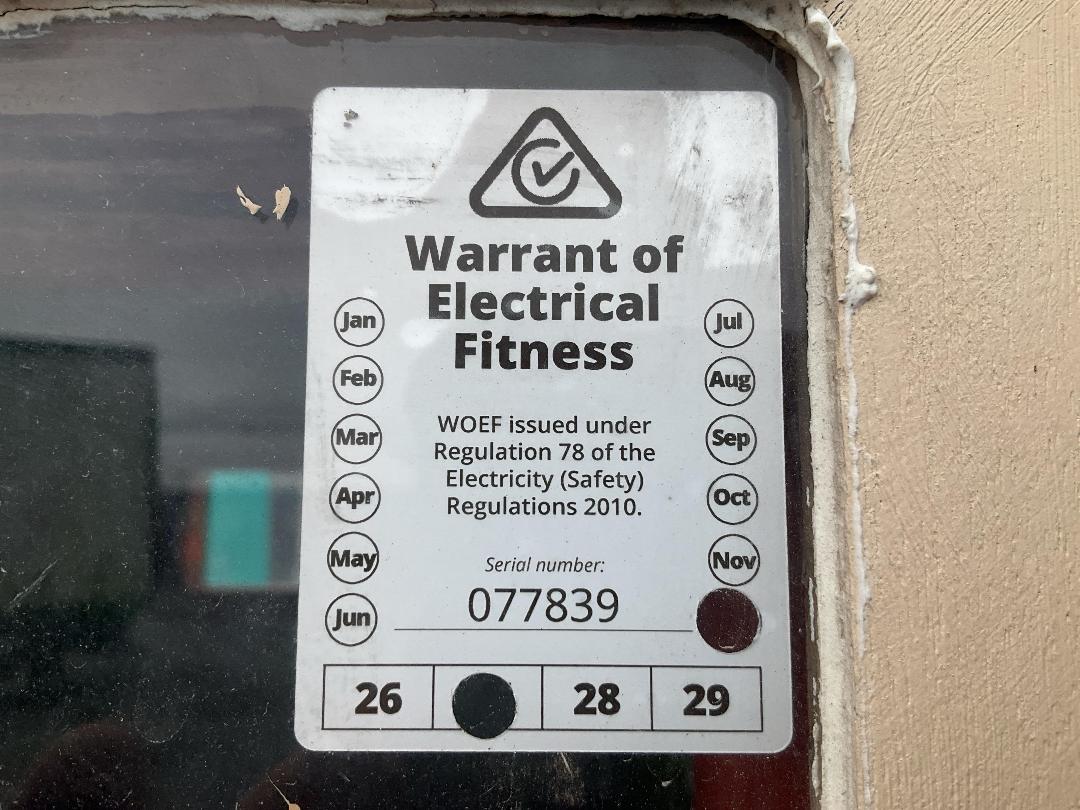 Warrant of
Electrical
Fitness
Jan
Feb
Mar
Apr
May
Jun
WOEF issued under
Regulation 78 of the
Electricity (Safety)
Regulations 2010.
Serial number:
077839
Jul
Aug
Sep
Oct
Nov
26 28 29